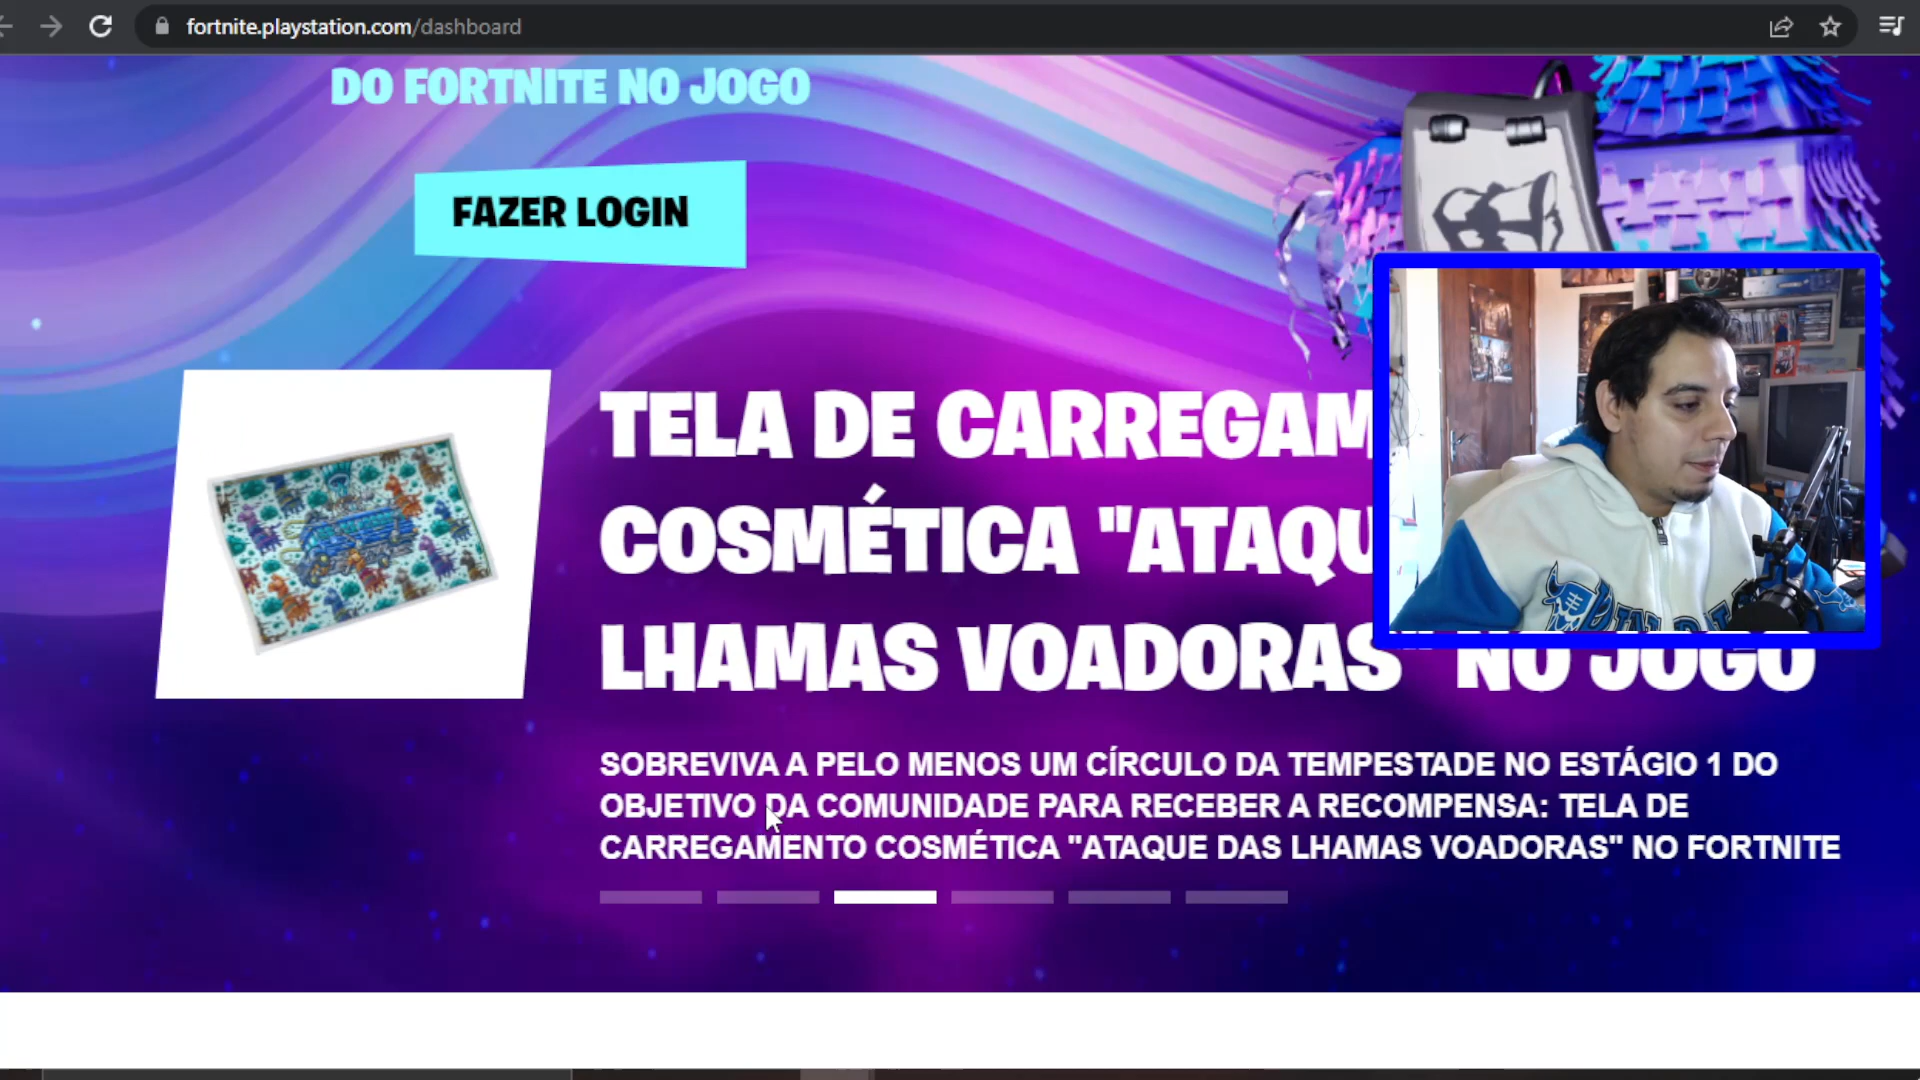 fortnite.playstation.com/dashboard
DO FORTNITE NO JOGO
FAZER LOGIN
TELA DE CARREGAM
COSMÉTICA "ATAQU
LHAMAS VOADORAS" NO JOGO
SOBREVIVA A PELO MENOS UM CÍRCULO DA TEMPESTADE NO ESTÁGIO 1 DO
OBJETIVO DA COMUNIDADE PARA RECEBER A RECOMPENSA: TELA DE
CARREGAMENTO COSMÉTICA "ATAQUE DAS LHAMAS VOADORAS" NO FORTNITE